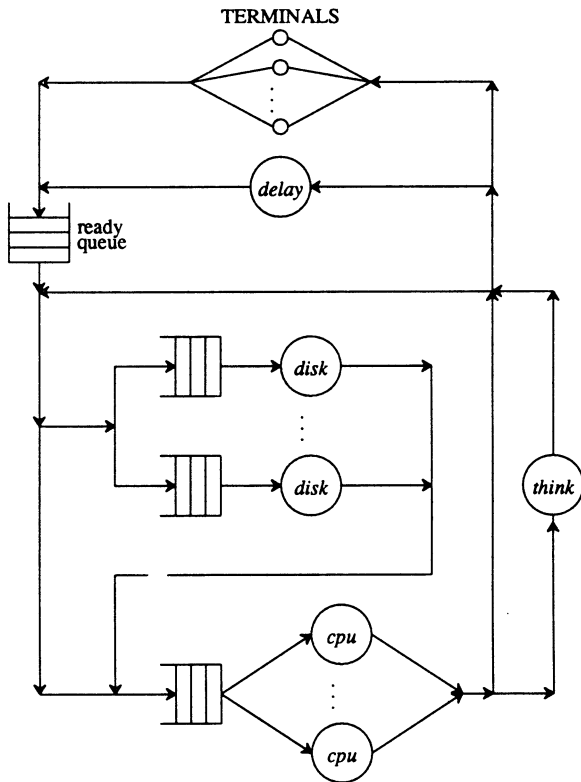 TERMINALS
delay
ready
queue
disk
disk
think
cpu
cpu